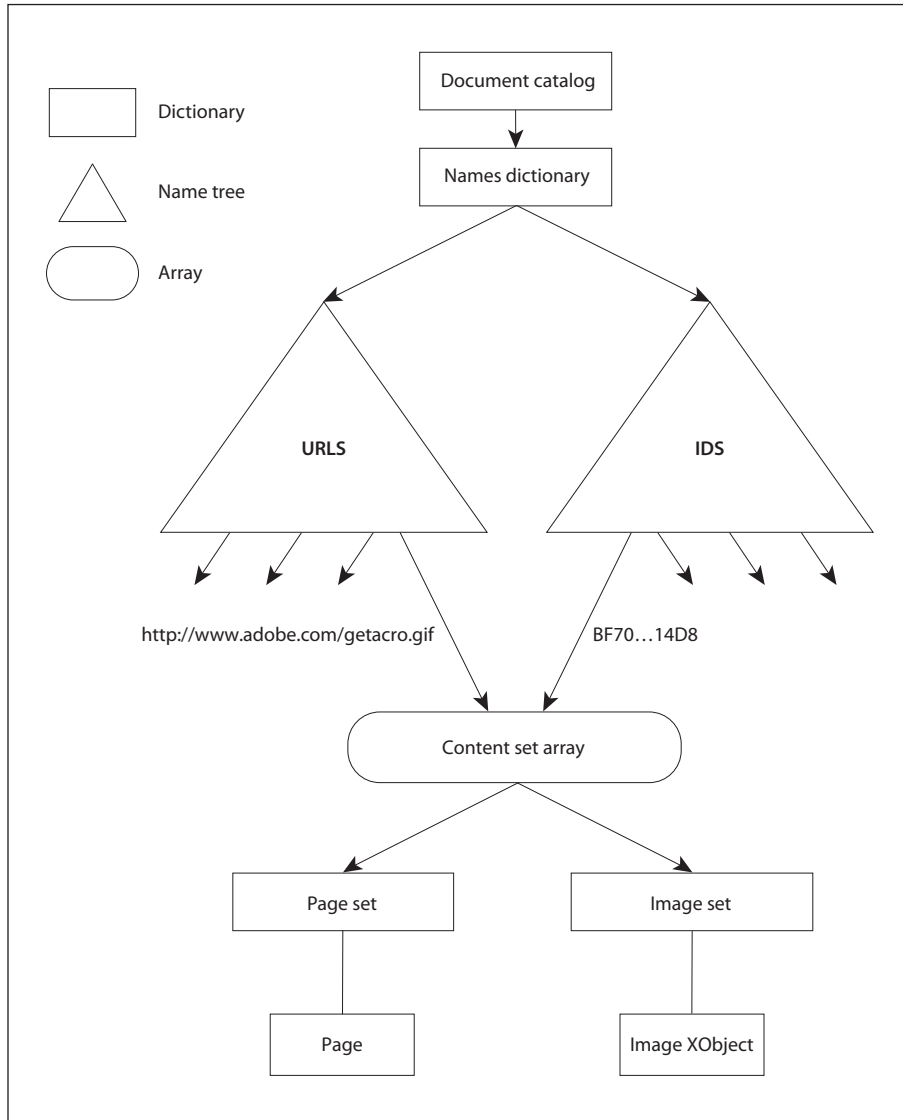 Document catalog
Dictionary
Names dictionary
Name tree
Array
URLS
IDS
http://www.adobe.com/getacro.gif
BF70…14D8
Content set array
Page set
Image set
Page
Image XObject